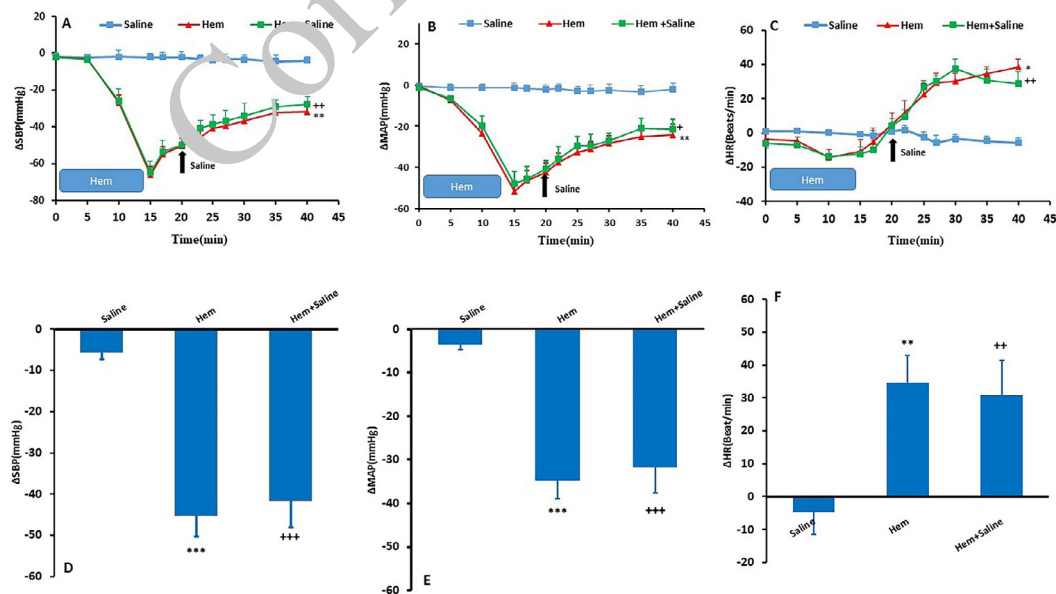 A
Saline Hem Hem+Saline
20
0
-20
-40
-60
-80
ΔSBP(mmHg)
++
**
Saline
Hem
0 5 10 15 20 25 30 35 40 45
Time(min)
B
Saline Hem Hem +Saline
20
0
-20
-40
-60
ΔMAP(mmHg)
+
**
Saline
Hem
0 5 10 15 20 25 30 35 40 45
Time(min)
C
Saline Hem Hem+Saline
60
40
20
0
-20
-40
ΔHR(Beats/min)
*
++
Saline
Hem
0 5 10 15 20 25 30 35 40 45
Time(min)
Saline Hem Hem+Saline
0
-10
-20
-30
-40
-50
-60
ΔSBP(mmHg)
***
+++
D
Saline Hem Hem+Saline
0
-10
-20
-30
-40
-50
-60
ΔMAP(mmHg)
***
+++
E
F
60
50
40
30
20
10
0
-10
-20
ΔHR(Beat/min)
**
++
Saline Hem Hem+Saline